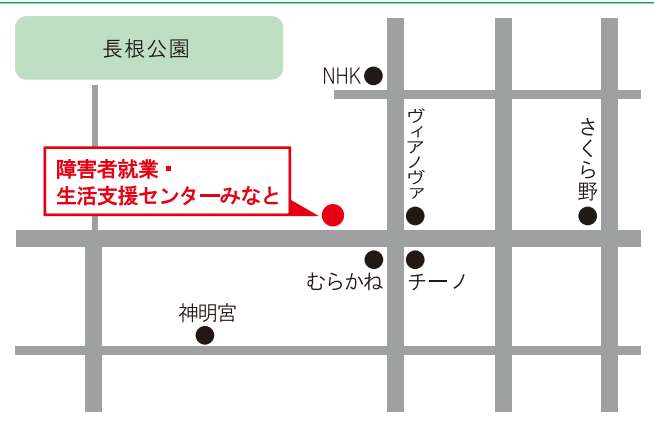 長根公園
NHK
ヴィアノヴァ
さくら野
障害者就業・
生活支援センターみなと
むらかね
チーノ
神明宮